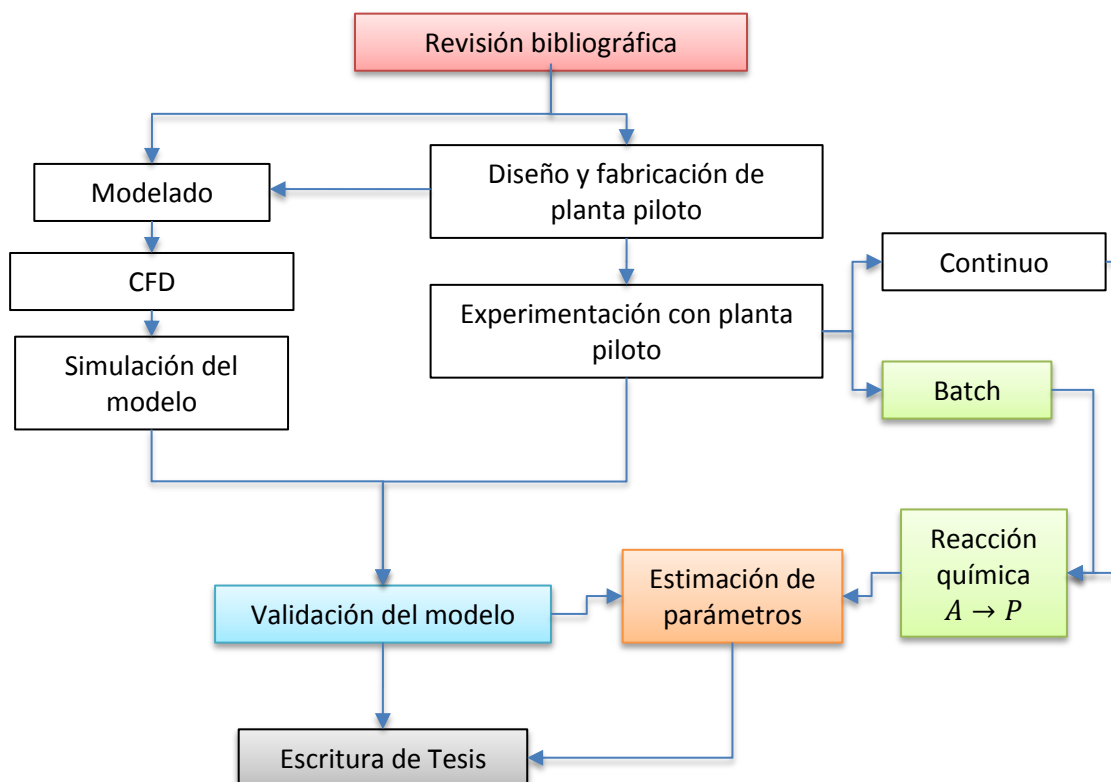 Revisión bibliográfica
Modelado
Diseño y fabricación de
planta piloto
CFD
Continuo
Experimentación con planta
piloto
Simulación del
modelo
Batch
Reacción
química
A → P
Estimación de
parámetros
Validación del modelo
Escritura de Tesis